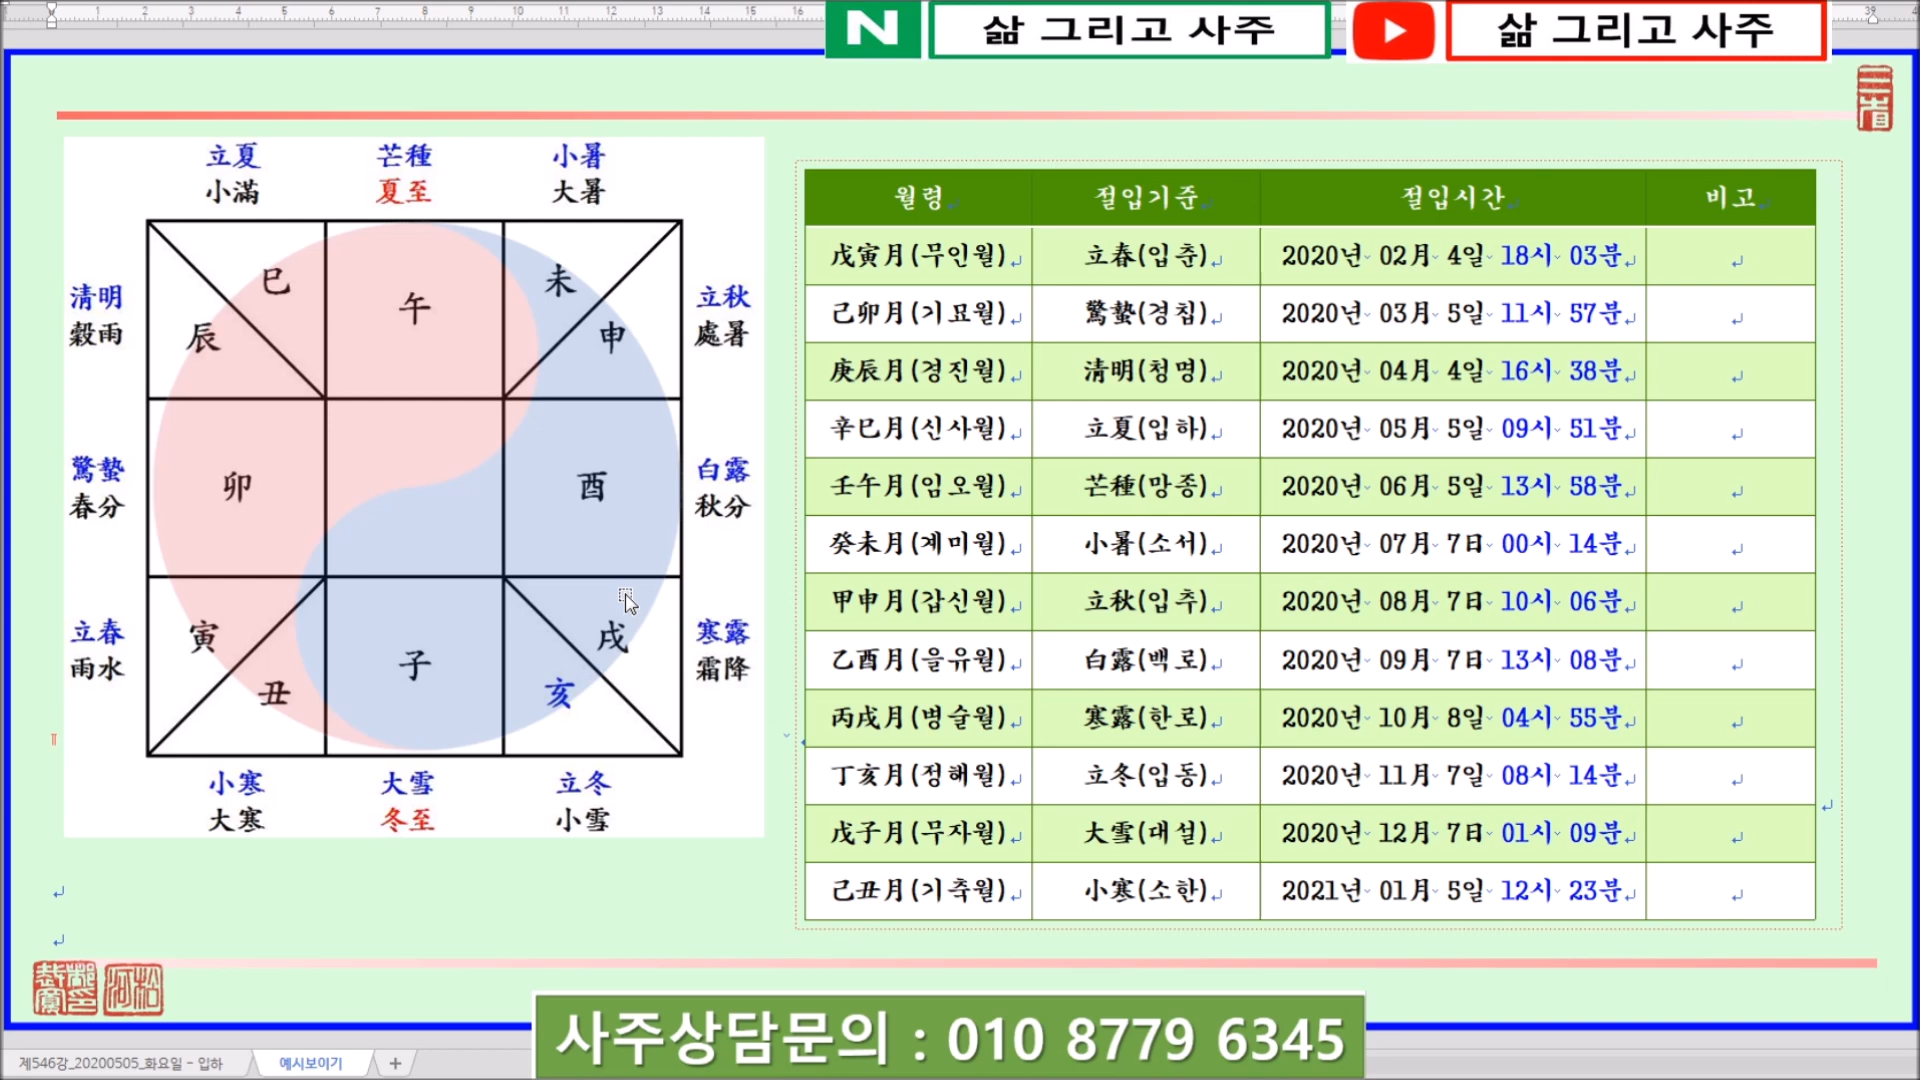 1 2 3 4 5 6 7 8 9 10 11 12 13 14 15 16 39
N 삶 그리고 사주 삶 그리고 사주
立夏 芒種 小暑
小滿 夏至 大暑
巳 午 未
清明 立秋
穀雨 辰 申 處暑
驚蟄 白露
春分 卯 酉 秋分
立春 寅 戌 寒露
雨水 霜降
丑 子 亥
小寒 大雪 立冬
大寒 冬至 小雪
월령 절입기준 절입시간 비고
戊寅月(무인월) 立春(입춘) 2020년 02月 4일 18시 03분
己卯月(기묘월) 驚蟄(경칩) 2020년 03月 5일 11시 57분
庚辰月(경진월) 清明(청명) 2020년 04月 4일 16시 38분
辛巳月(신사월) 立夏(입하) 2020년 05月 5일 09시 51분
壬午月(임오월) 芒種(망종) 2020년 06月 5일 13시 58분
癸未月(계미월) 小暑(소서) 2020년 07月 7日 00시 14분
甲申月(갑신월) 立秋(입추) 2020년 08月 7日 10시 06분
乙酉月(을유월) 白露(백로) 2020년 09月 7日 13시 08분
丙戌月(병술월) 寒露(한로) 2020년 10月 8일 04시 55분
丁亥月(정해월) 立冬(입동) 2020년 11月 7일 08시 14분
戊子月(무자월) 大雪(대설) 2020년 12月 7日 01시 09분
己丑月(기축월) 小寒(소한) 2021년 01月 5일 12시 23분
사주상담문의 : 010 8779 6345
제546강_20200505_화요일 - 입하 예시보이기 +